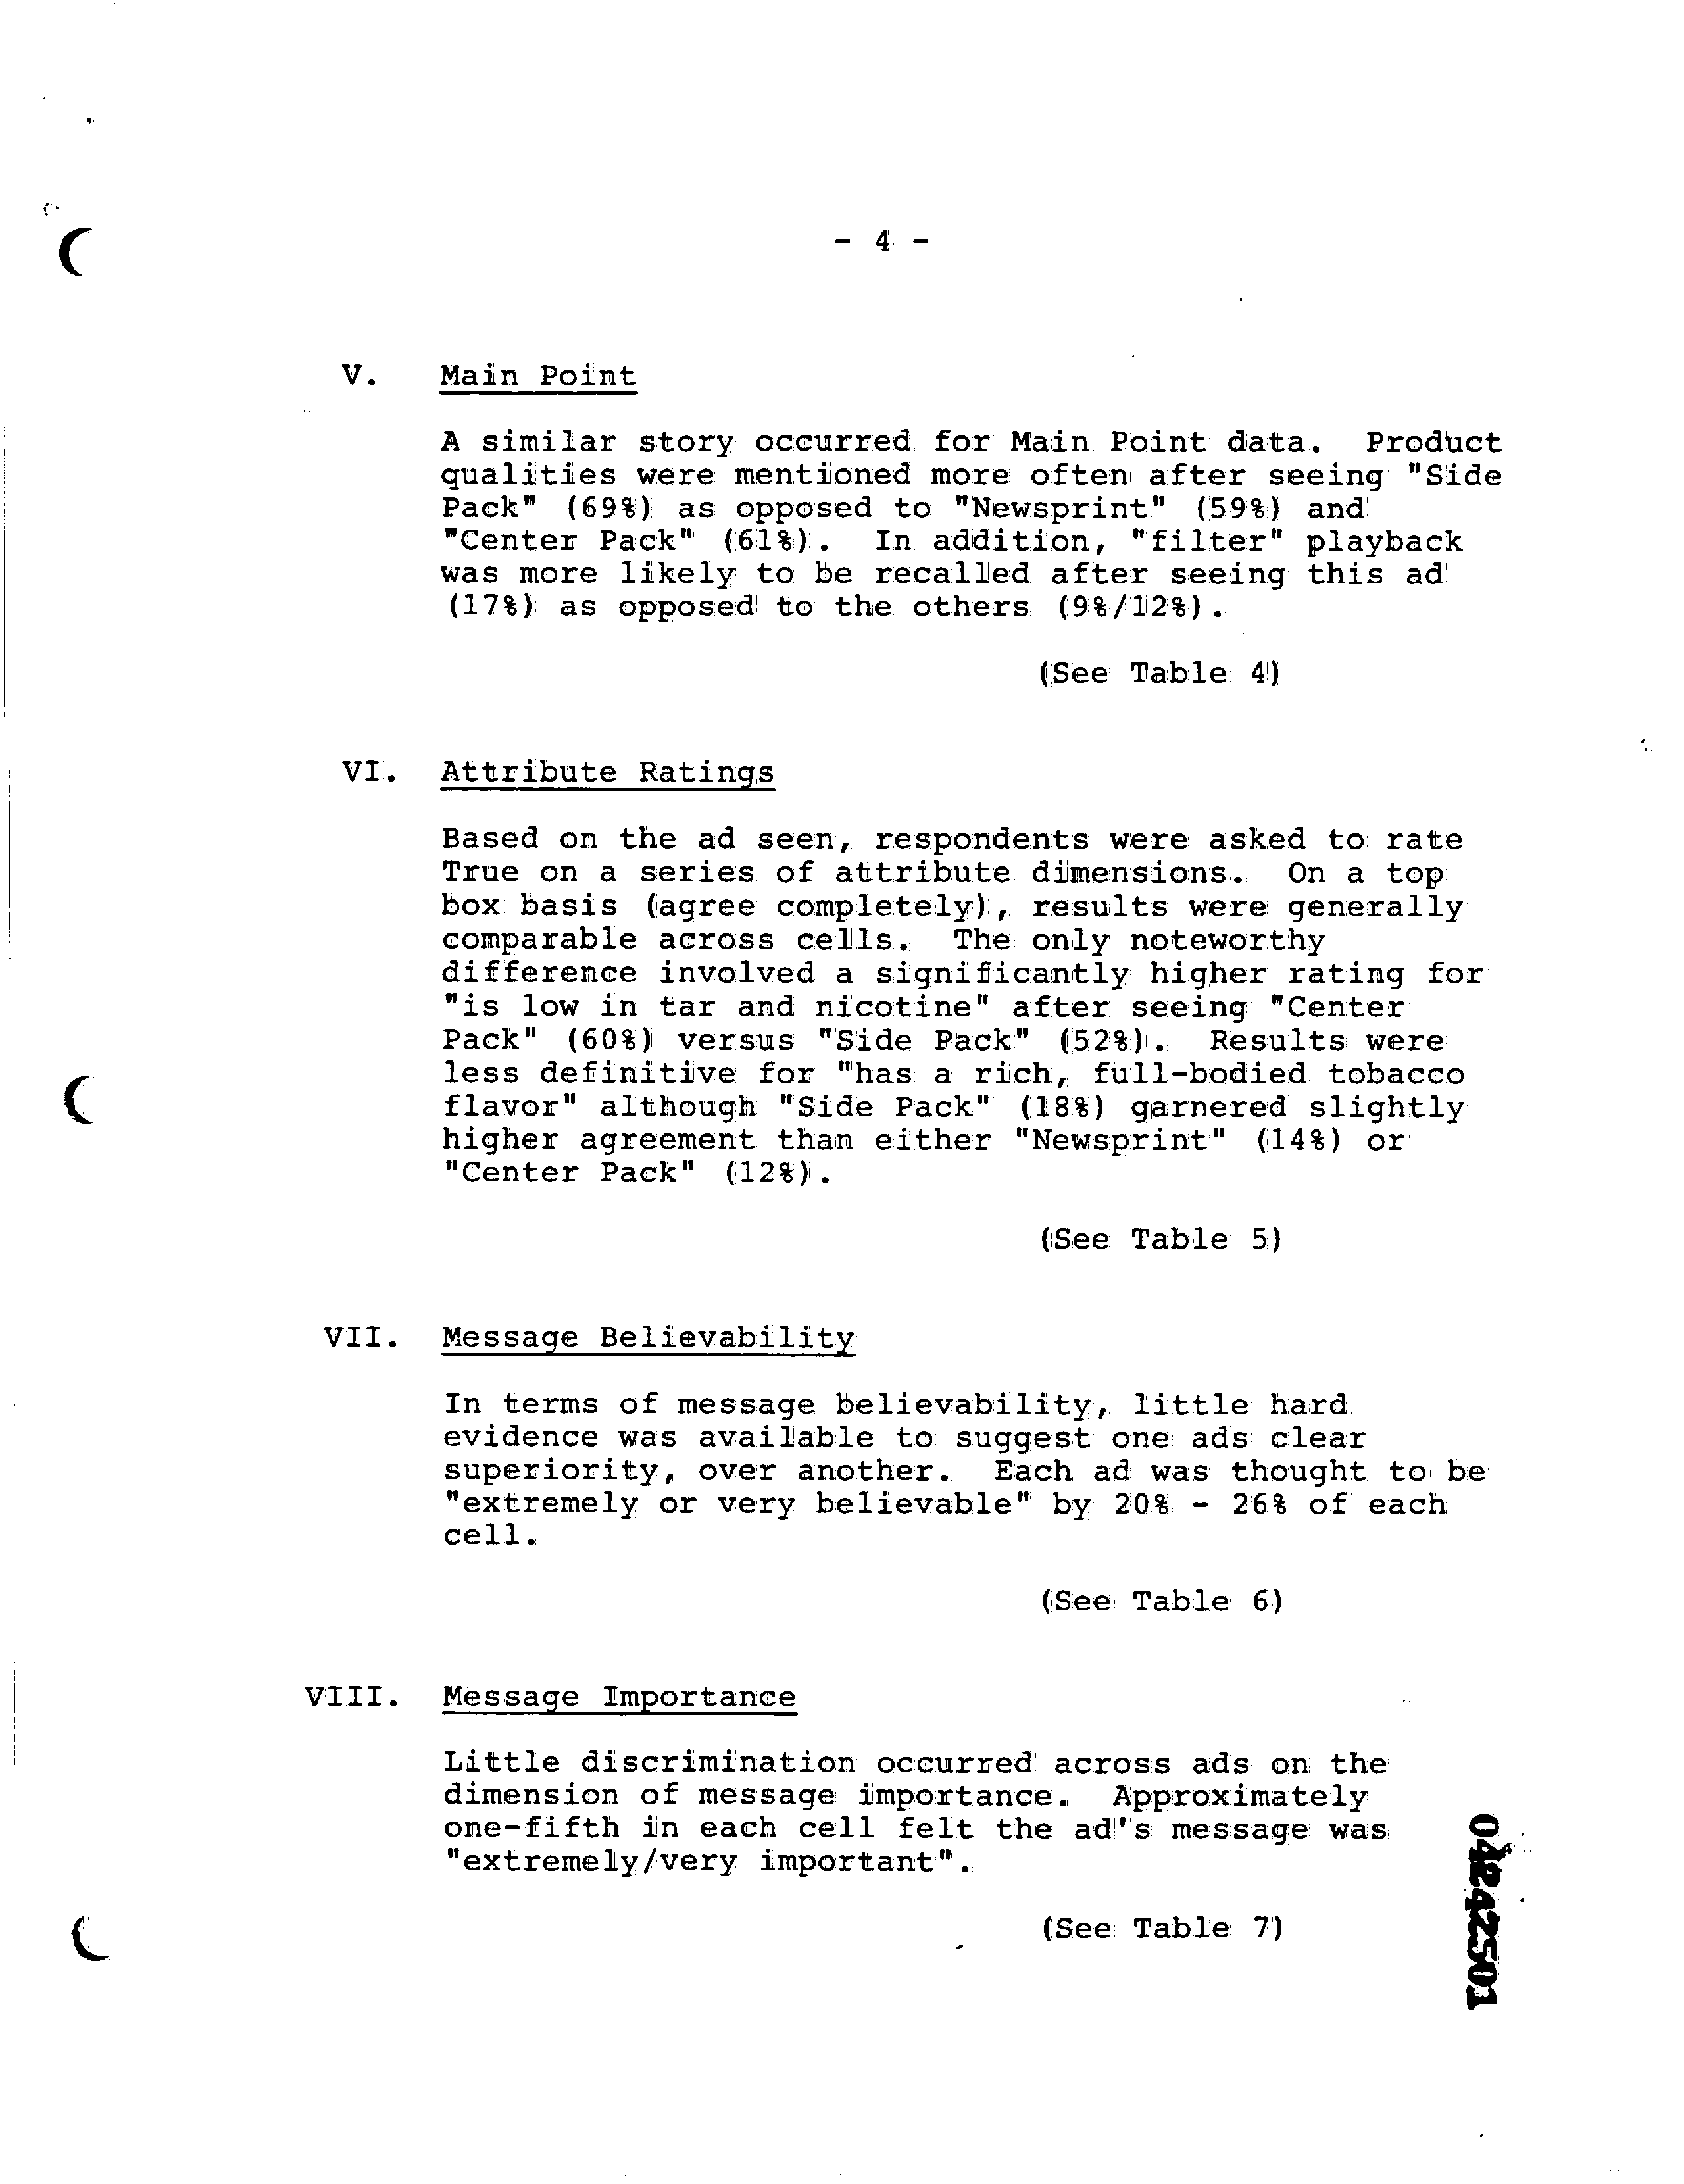 - 4 -
V. Main Point
A similar story occurred for Main Point data. Product
qualities were mentioned more often after seeing "Side
Pack" (69%) as opposed to "Newsprint" (59%) and
"Center Pack" (61%). In addition, "filter" playback
was more likely to be recalled after seeing this ad
(17%) as opposed to the others (9%/12%).
(See Table 4)
VI. Attribute Ratings
Based on the ad seen, respondents were asked to rate
True on a series of attribute dimensions. On a top
box basis (agree completely), results were generally
comparable across cells. The only noteworthy
difference involved a significantly higher rating for
"is low in tar and nicotine" after seeing "Center
Pack" (60%) versus "Side Pack" (52%). Results were
less definitive for "has a rich, full-bodied tobacco
flavor" although "Side Pack" (18%) garnered slightly
higher agreement than either "Newsprint" (14%) or
"Center Pack" (12%).
(See Table 5)
VII. Message Believability
In terms of message believability, little hard
evidence was available to suggest one ads clear
superiority, over another. Each ad was thought to be
"extremely or very believable" by 20% - 26% of each
cell.
(See Table 6)
VIII. Message Importance
Little discrimination occurred across ads on the
dimension of message importance. Approximately
one-fifth in each cell felt the ad's message was
"extremely/very important".
(See Table 7)
04242501